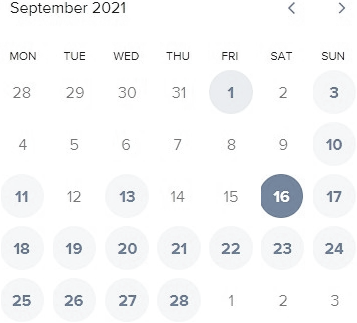 September 2021
MON TUE WED THU FRI SAT SUN
28 29 30 31 1 2 3
4 5 6 7 8 9 10
11 12 13 14 15 16 17
18 19 20 21 22 23 24
25 26 27 28 1 2 3